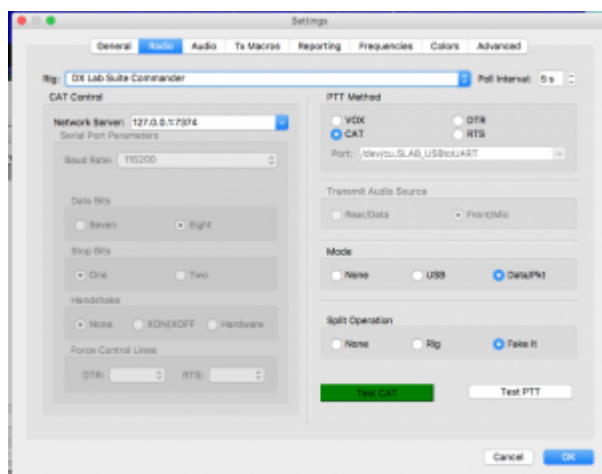 Settings
General Radio Audio Tx Macros Reporting Frequencies Colors Advanced
Rig: DX Lab Suite Commander Poll Interval: 5 s
CAT Control
Network Server: 127.0.0.1:7374
Serial Port Parameters
Baud Rate: 115200
Data Bits
Seven Eight
Stop Bits
One Two
Handshake
None XON/XOFF Hardware
Force Control Lines
DTR: RTS:
PTT Method
VOX DTR
CAT RTS
Port: /dev/cu.SLAB_USBtoUART
Transmit Audio Source
Rear/Data Front/Mic
Mode
None USB Data/Pkt
Split Operation
None Rig Fake It
Test CAT Test PTT
Cancel OK